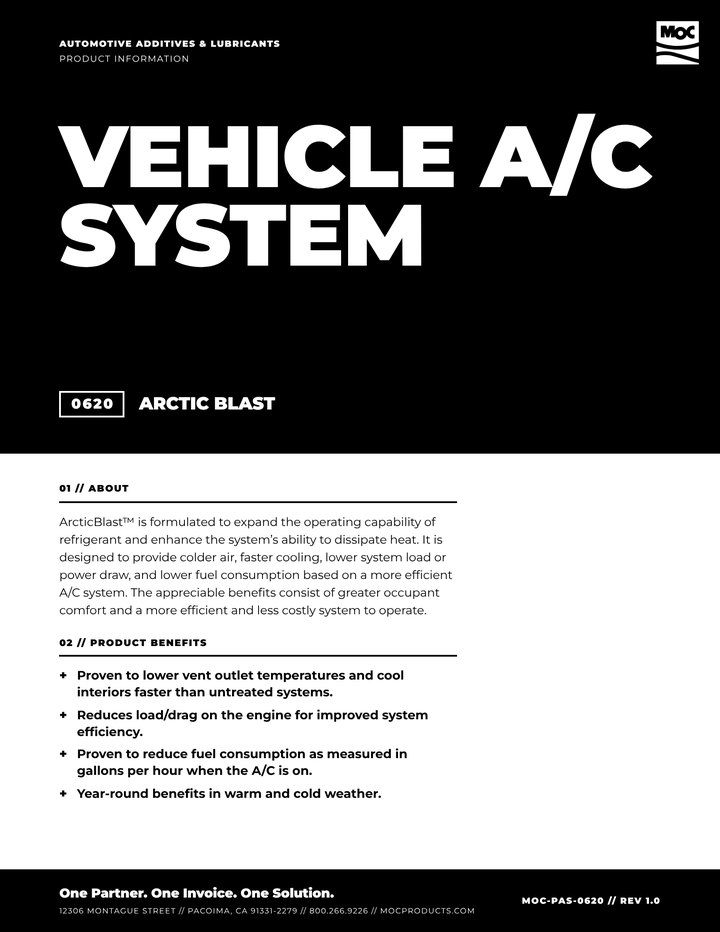 AUTOMOTIVE ADDITIVES & LUBRICANTS
PRODUCT INFORMATION
MOC
VEHICLE A/C
SYSTEM
0620 ARCTIC BLAST
01 // ABOUT
ArcticBlast™ is formulated to expand the operating capability of
refrigerant and enhance the system’s ability to dissipate heat. It is
designed to provide colder air, faster cooling, lower system load or
power draw, and lower fuel consumption based on a more efficient
A/C system. The appreciable benefits consist of greater occupant
comfort and a more efficient and less costly system to operate.
02 // PRODUCT BENEFITS
+ Proven to lower vent outlet temperatures and cool
interiors faster than untreated systems.
+ Reduces load/drag on the engine for improved system
efficiency.
+ Proven to reduce fuel consumption as measured in
gallons per hour when the A/C is on.
+ Year-round benefits in warm and cold weather.
One Partner. One Invoice. One Solution.
12306 MONTAGUE STREET // PACOIMA, CA 91331-2279 // 800.266.9226 // MOCPRODUCTS.COM
MOC-PAS-0620 // REV 1.0